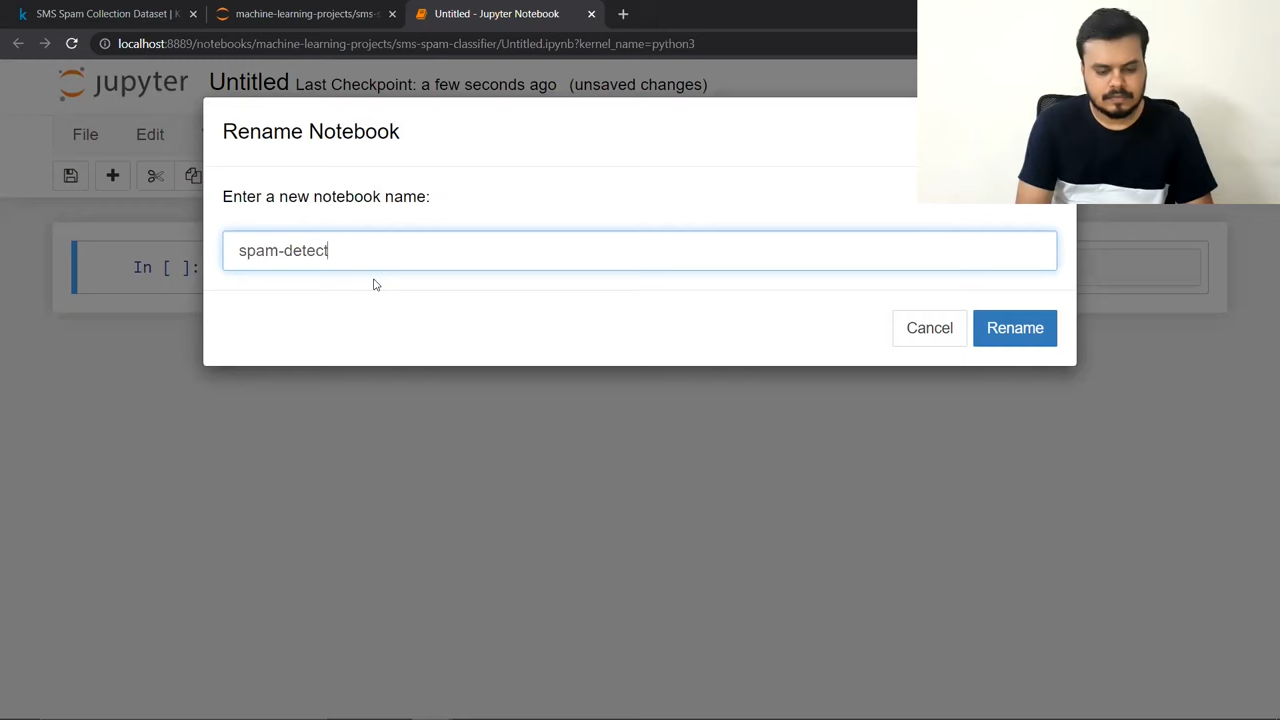 SMS Spam Collection Dataset | K
machine-learning-projects/sms-s
Untitled - Jupyter Notebook
localhost:8889/notebooks/machine-learning-projects/sms-spam-classifier/Untitled.ipynb?kernel_name=python3
jupyter Untitled Last Checkpoint: a few seconds ago (unsaved changes)
File Edit
Rename Notebook
Enter a new notebook name:
spam-detect
In [ ]:
Cancel Rename